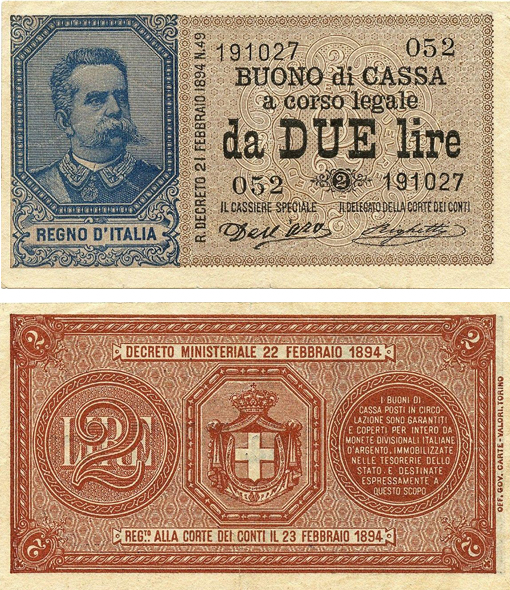 R. DECRETO 21 FEBBRAIO 1894 N.49
191027 052
BUONO di CASSA
a corso legale
da DUE lire
052 2 191027
IL CASSIERE SPECIALE IL DELEGATO DELLA CORTE DEI CONTI
Dell'Ara Righetti
REGNO D'ITALIA
2 2
DECRETO MINISTERIALE 22 FEBBRAIO 1894
LIRE
2
I BUONI DI
CASSA POSTI IN CIRCO-
LAZIONE SONO GARANTITI
E COPERTI PER INTERO DA
MONETE DIVISIONALI ITALIANE
D'ARGENTO, IMMOBILIZZATE
NELLE TESORERIE DELLO
STATO, E DESTINATE
ESPRESSAMENTE A
QUESTO SCOPO
OFF. GOV. CARTE-VALORI, TORINO
REG.TO ALLA CORTE DEI CONTI IL 23 FEBBRAIO 1894
2 2